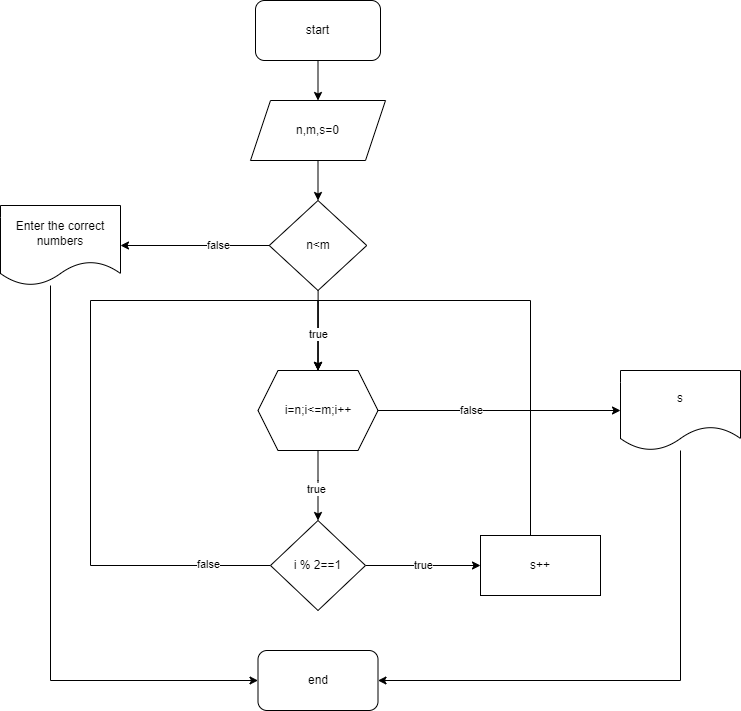 start
n,m,s=0
Enter the correct
numbers
false
n<m
true
i=n;i<=m;i++
false
s
true
false
i % 2==1
true
s++
end